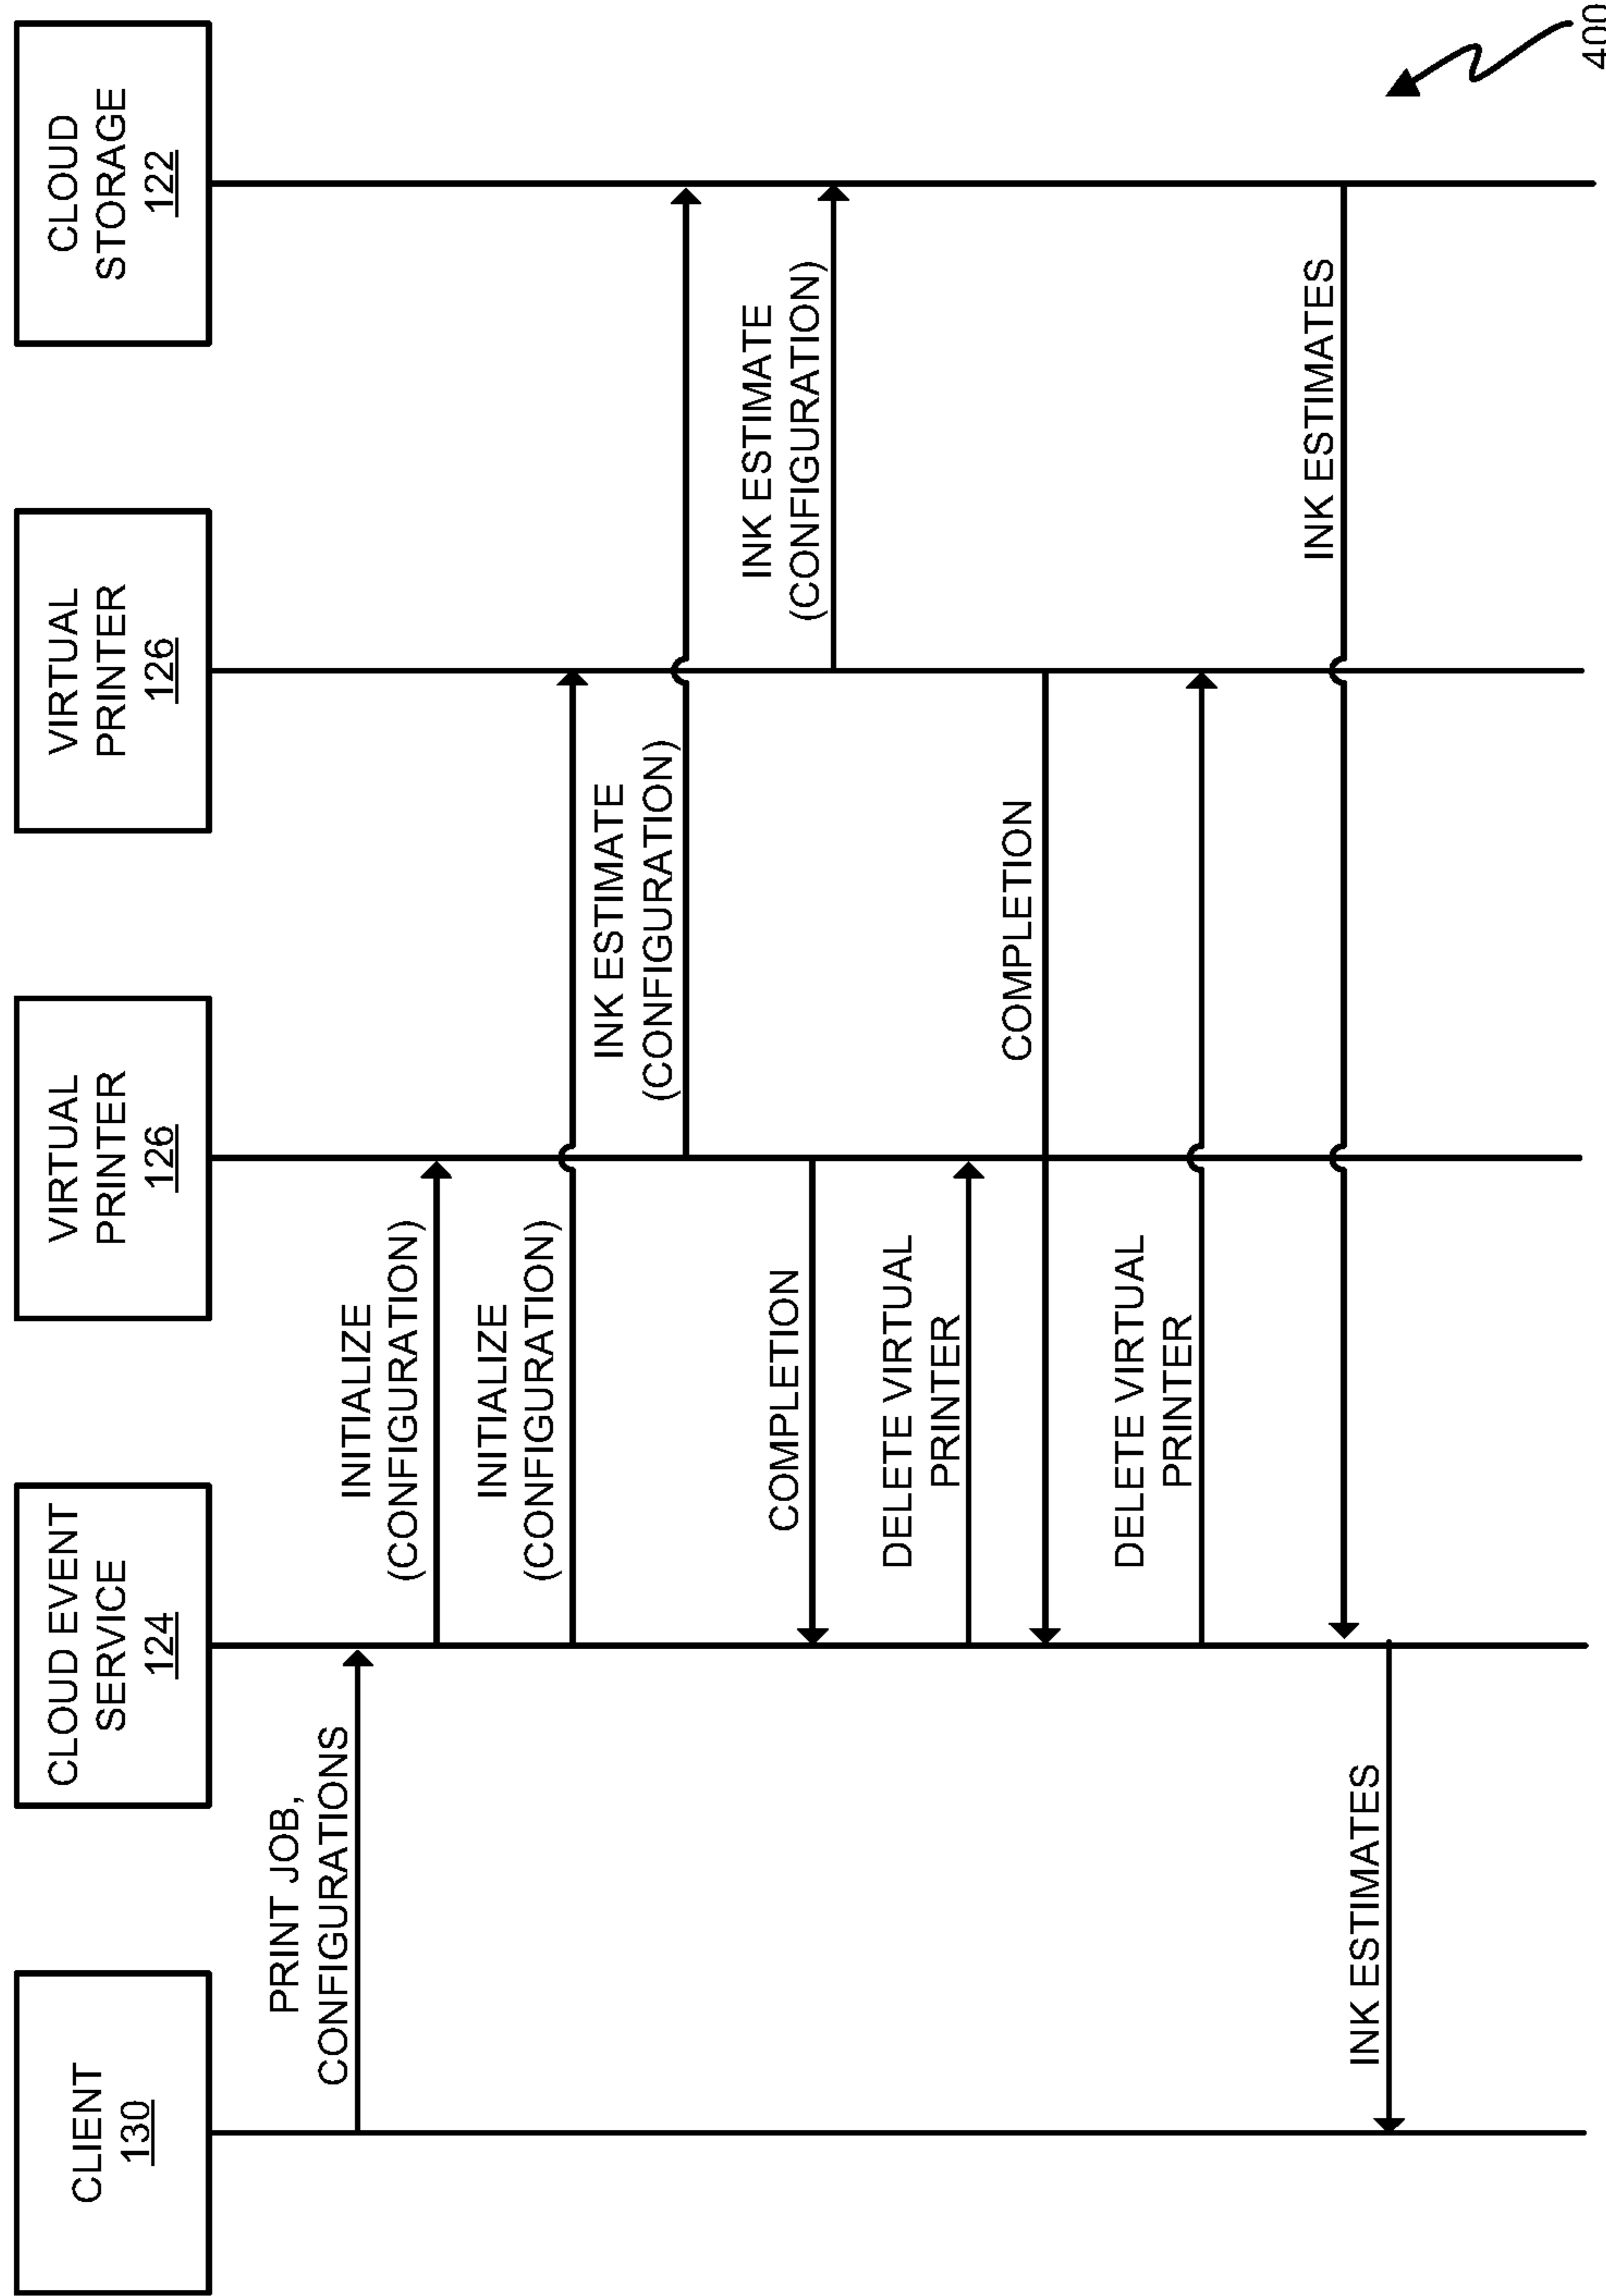 CLIENT
130
CLOUD EVENT
SERVICE
124
VIRTUAL
PRINTER
126
VIRTUAL
PRINTER
126
CLOUD
STORAGE
122
PRINT JOB,
CONFIGURATIONS
INITIALIZE
(CONFIGURATION)
INITIALIZE
(CONFIGURATION)
INK ESTIMATE
(CONFIGURATION)
INK ESTIMATE
(CONFIGURATION)
COMPLETION
DELETE VIRTUAL
PRINTER
COMPLETION
DELETE VIRTUAL
PRINTER
INK ESTIMATES
INK ESTIMATES
400